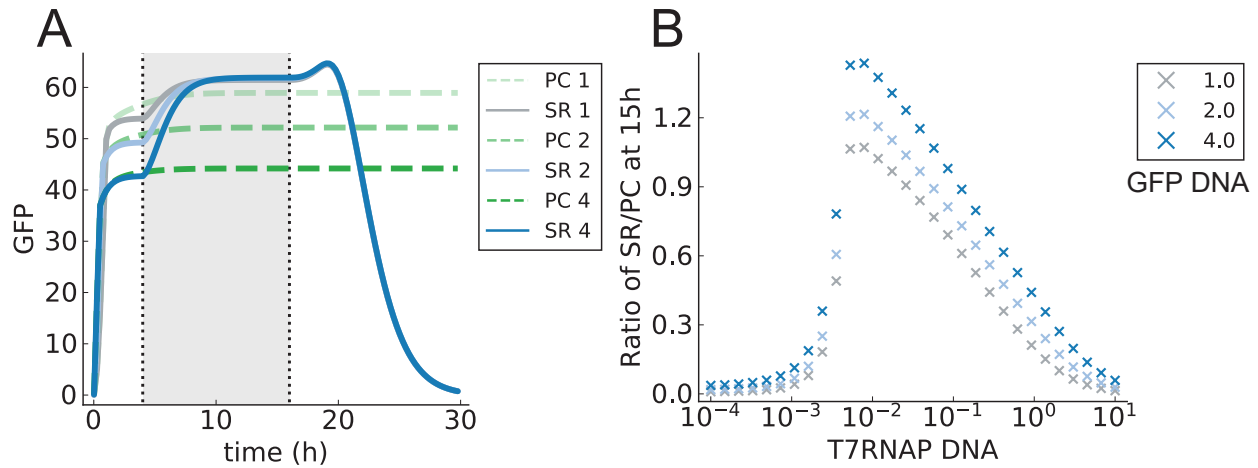 A
GFP
60
50
40
30
20
10
0
0
10
20
30
time (h)
PC 1
SR 1
PC 2
SR 2
PC 4
SR 4
B
Ratio of SR/PC at 15h
1.2
0.9
0.6
0.3
0.0
10⁻⁴
10⁻³
10⁻²
10⁻¹
10⁰
10¹
T7RNAP DNA
1.0
2.0
4.0
GFP DNA